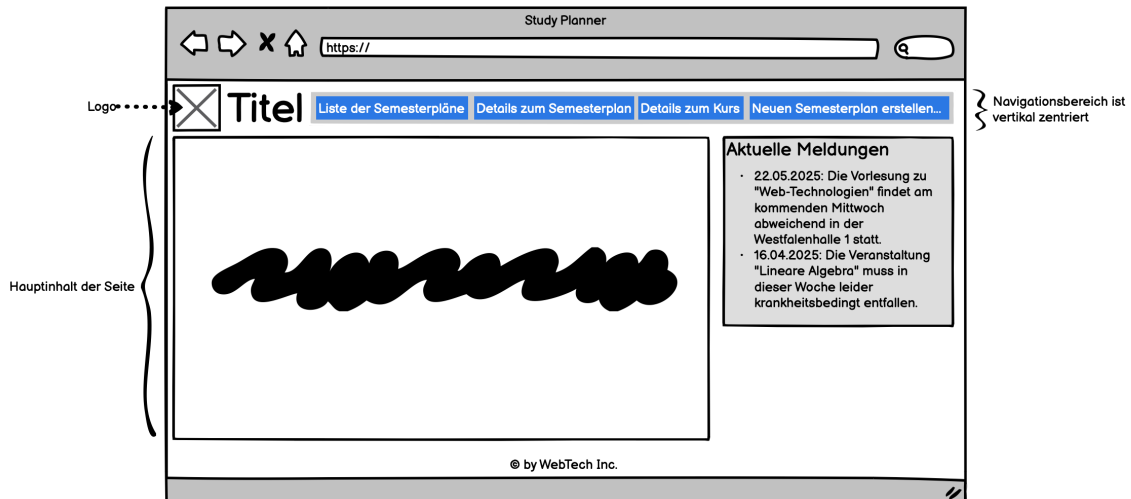 Study Planner
https://
Logo
Titel
Liste der Semesterpläne
Details zum Semesterplan
Details zum Kurs
Neuen Semesterplan erstellen...
Navigationsbereich ist
vertikal zentriert
Hauptinhalt der Seite
Aktuelle Meldungen
· 22.05.2025: Die Vorlesung zu
"Web-Technologien" findet am
kommenden Mittwoch
abweichend in der
Westfalenhalle 1 statt.
· 16.04.2025: Die Veranstaltung
"Lineare Algebra" muss in
dieser Woche leider
krankheitsbedingt entfallen.
© by WebTech Inc.